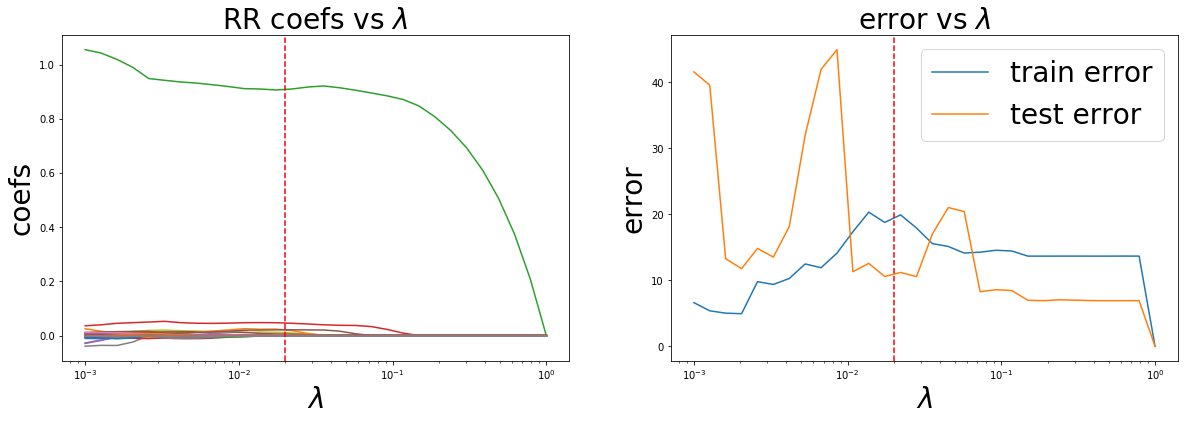 RR coefs vs λ
coefs
1.0
0.8
0.6
0.4
0.2
0.0
10⁻³
10⁻²
10⁻¹
10⁰
λ
error vs λ
error
40
30
20
10
0
train error
test error
10⁻³
10⁻²
10⁻¹
10⁰
λ